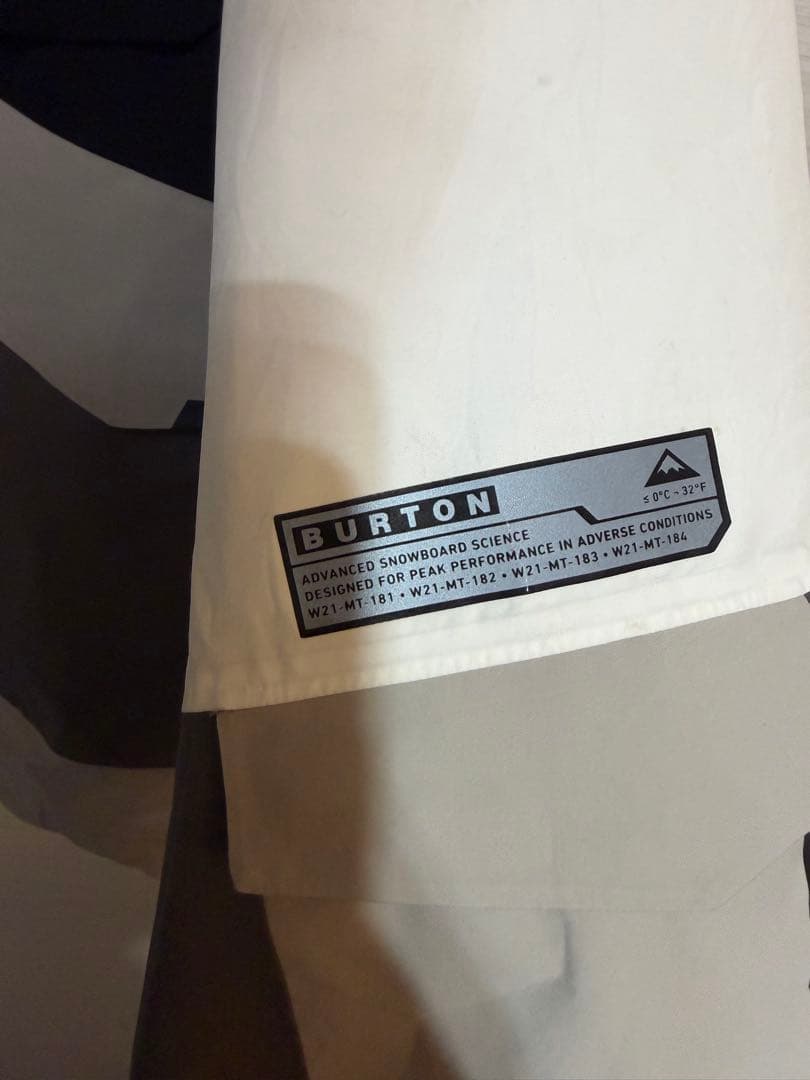 BURTON
≤ 0°C ~ 32°F
ADVANCED SNOWBOARD SCIENCE
DESIGNED FOR PEAK PERFORMANCE IN ADVERSE CONDITIONS
W21-MT-181 • W21-MT-182 • W21-MT-183 • W21-MT-184